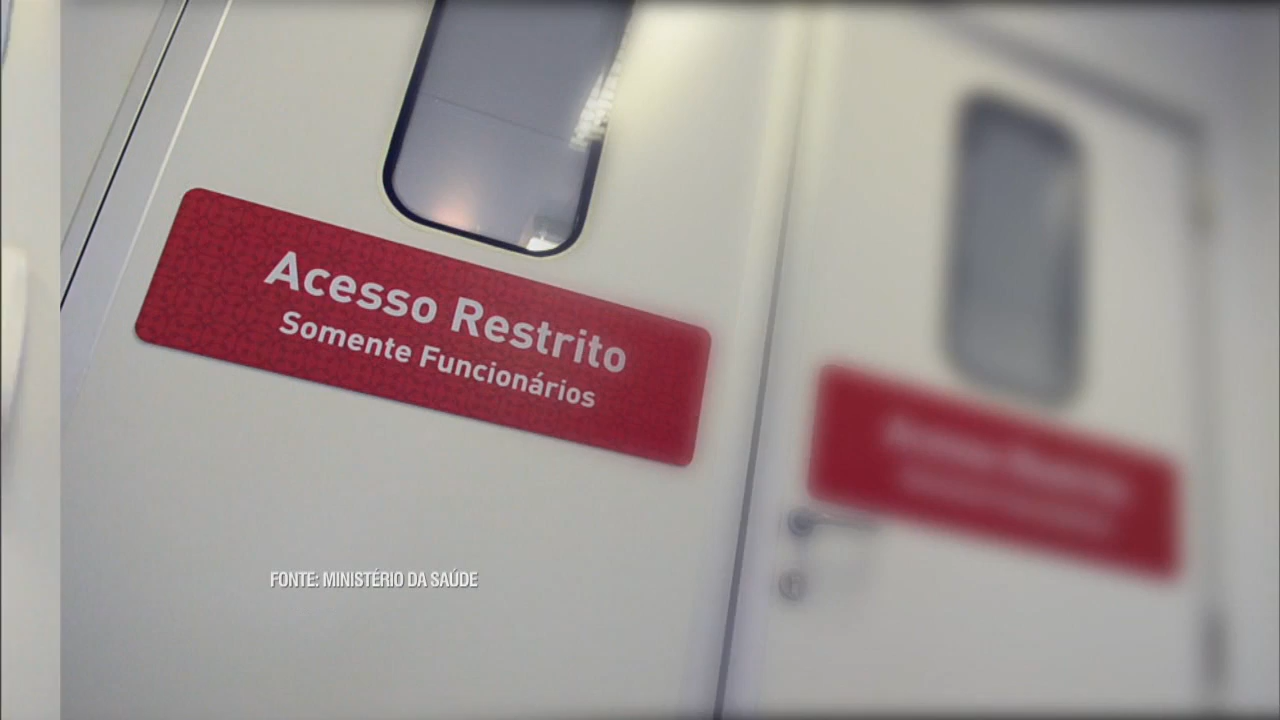 Acesso Restrito
Somente Funcionários
FONTE: MINISTÉRIO DA SAÚDE